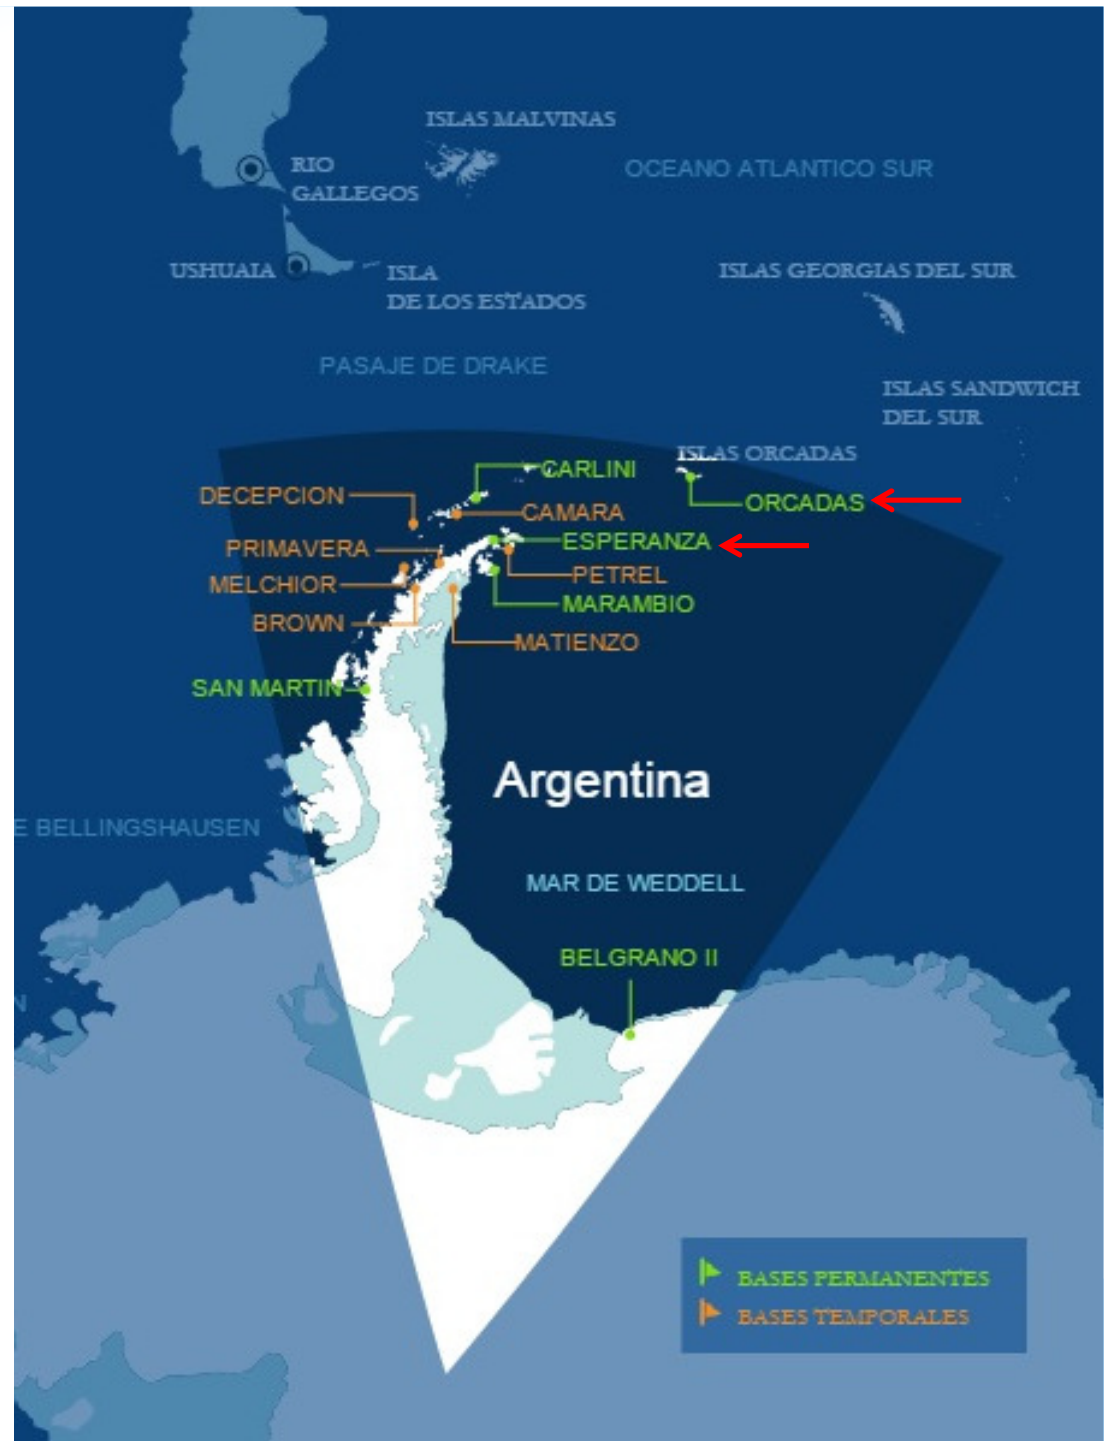 ISLAS MALVINAS
RIO
GALLEGOS
OCEANO ATLANTICO SUR
USHUAIA
ISLA
DE LOS ESTADOS
ISLAS GEORGIAS DEL SUR
PASAJE DE DRAKE
ISLAS SANDWICH
DEL SUR
ISLAS ORCADAS
CARLINI
DECEPCION
ORCADAS
CAMARA
ESPERANZA
PRIMAVERA
PETREL
MELCHIOR
MARAMBIO
BROWN
MATIENZO
SAN MARTIN
Argentina
E BELLINGSHAUSEN
MAR DE WEDDELL
BELGRANO II
N
BASES PERMANENTES
BASES TEMPORALES